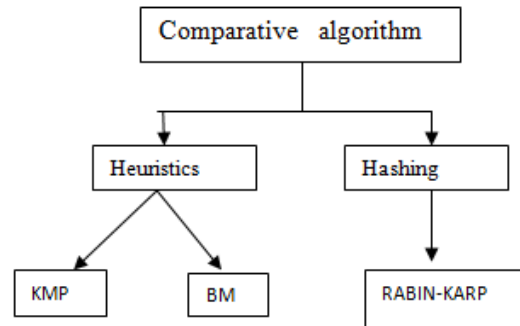 Comparative algorithm
Heuristics
Hashing
KMP
BM
RABIN-KARP